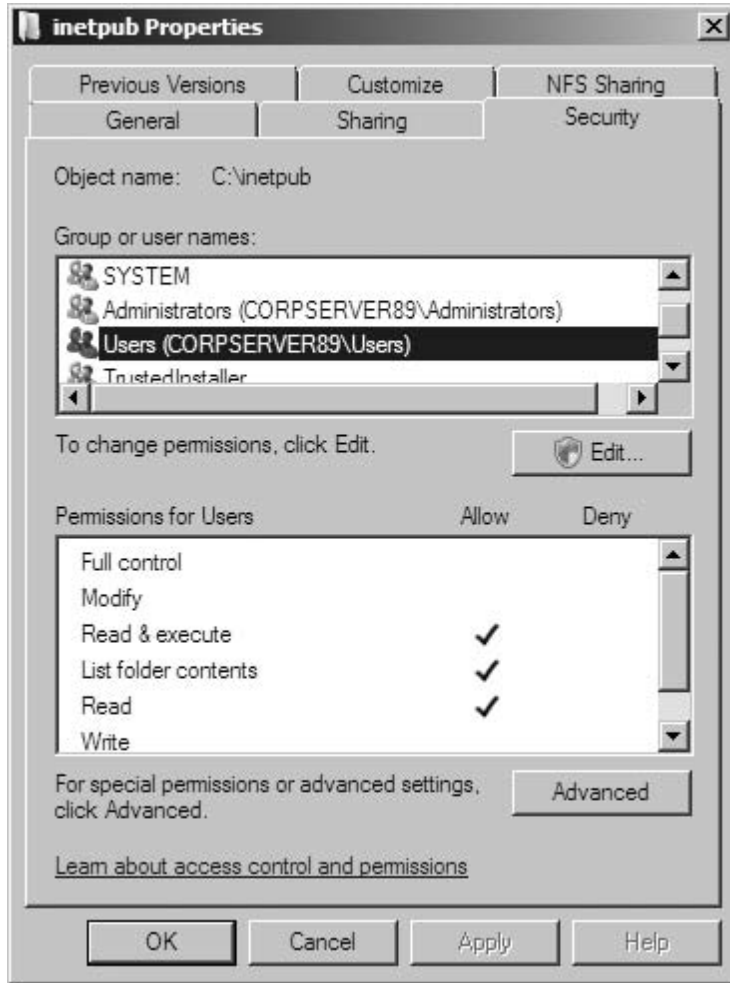 inetpub Properties
Previous Versions Customize NFS Sharing
General Sharing Security
Object name: C:\inetpub
Group or user names:
SYSTEM
Administrators (CORPSERVER89\Administrators)
Users (CORPSERVER89\Users)
TrustedInstaller
To change permissions, click Edit.
Edit...
Permissions for Users Allow Deny
Full control
Modify
Read & execute
List folder contents
Read
Write
For special permissions or advanced settings,
click Advanced.
Advanced
Learn about access control and permissions
OK Cancel Apply Help